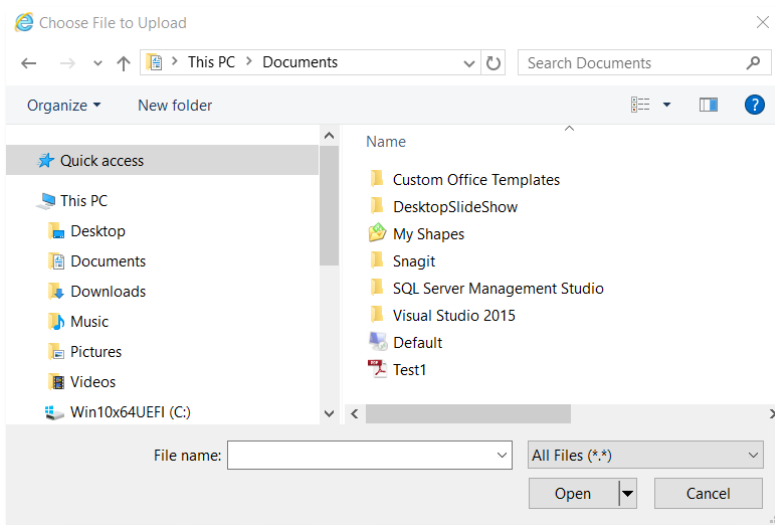 Choose File to Upload
This PC > Documents
Search Documents
Organize
New folder
?
Name
Quick access
This PC
Desktop
Documents
Downloads
Music
Pictures
Videos
Win10x64UEFI (C:)
Custom Office Templates
DesktopSlideShow
My Shapes
Snagit
SQL Server Management Studio
Visual Studio 2015
Default
Test1
File name:
All Files (*.*)
Open
Cancel